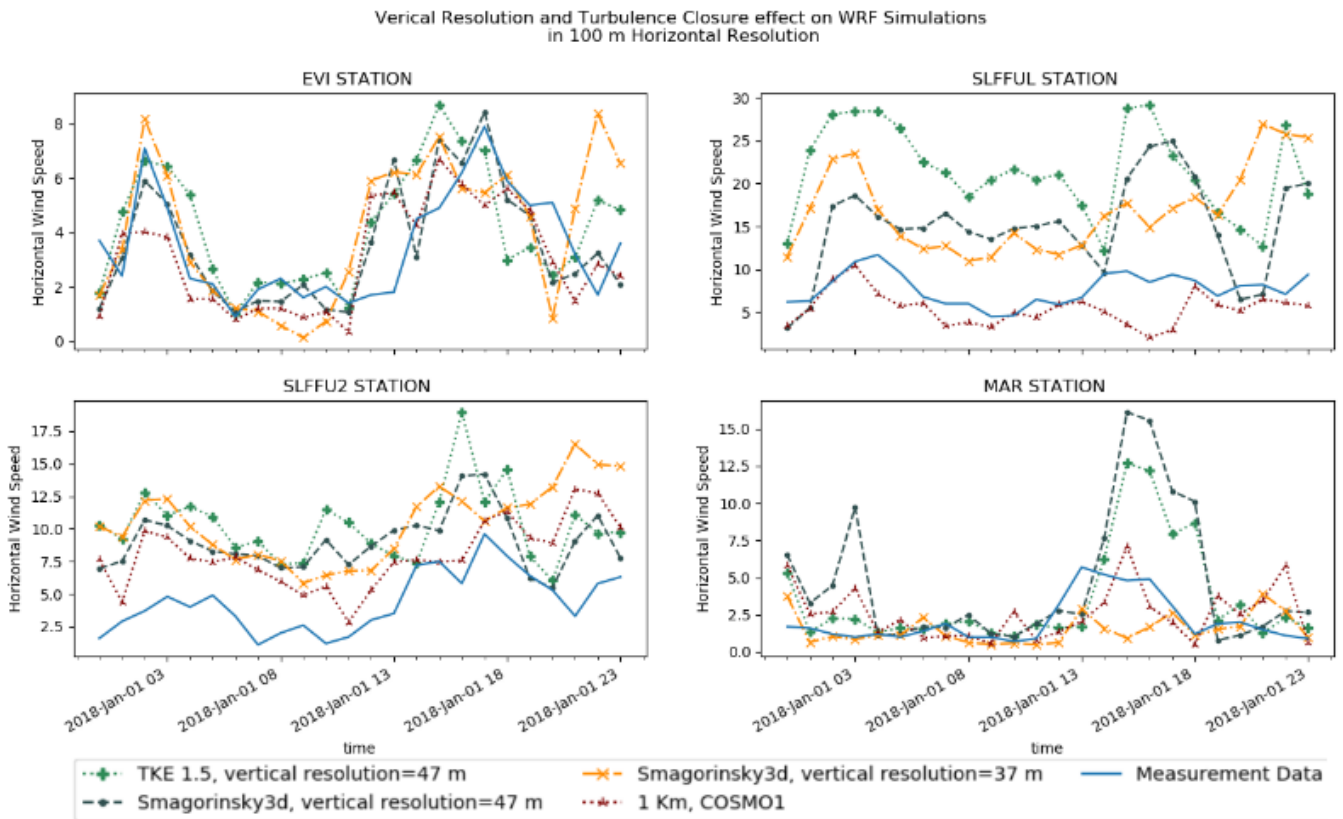 Verical Resolution and Turbulence Closure effect on WRF Simulations
in 100 m Horizontal Resolution
EVI STATION
Horizontal Wind Speed
8
6
4
2
0
SLFFUL STATION
Horizontal Wind Speed
30
25
20
15
10
5
SLFFU2 STATION
Horizontal Wind Speed
17.5
15.0
12.5
10.0
7.5
5.0
2.5
2018-Jan-01 03
2018-Jan-01 08
2018-Jan-01 13
2018-Jan-01 18
2018-Jan-01 23
time
MAR STATION
Horizontal Wind Speed
15.0
12.5
10.0
7.5
5.0
2.5
0.0
2018-Jan-01 03
2018-Jan-01 08
2018-Jan-01 13
2018-Jan-01 18
2018-Jan-01 23
time
TKE 1.5, vertical resolution=47 m
Smagorinsky3d, vertical resolution=47 m
Smagorinsky3d, vertical resolution=37 m
1 Km, COSMO1
Measurement Data